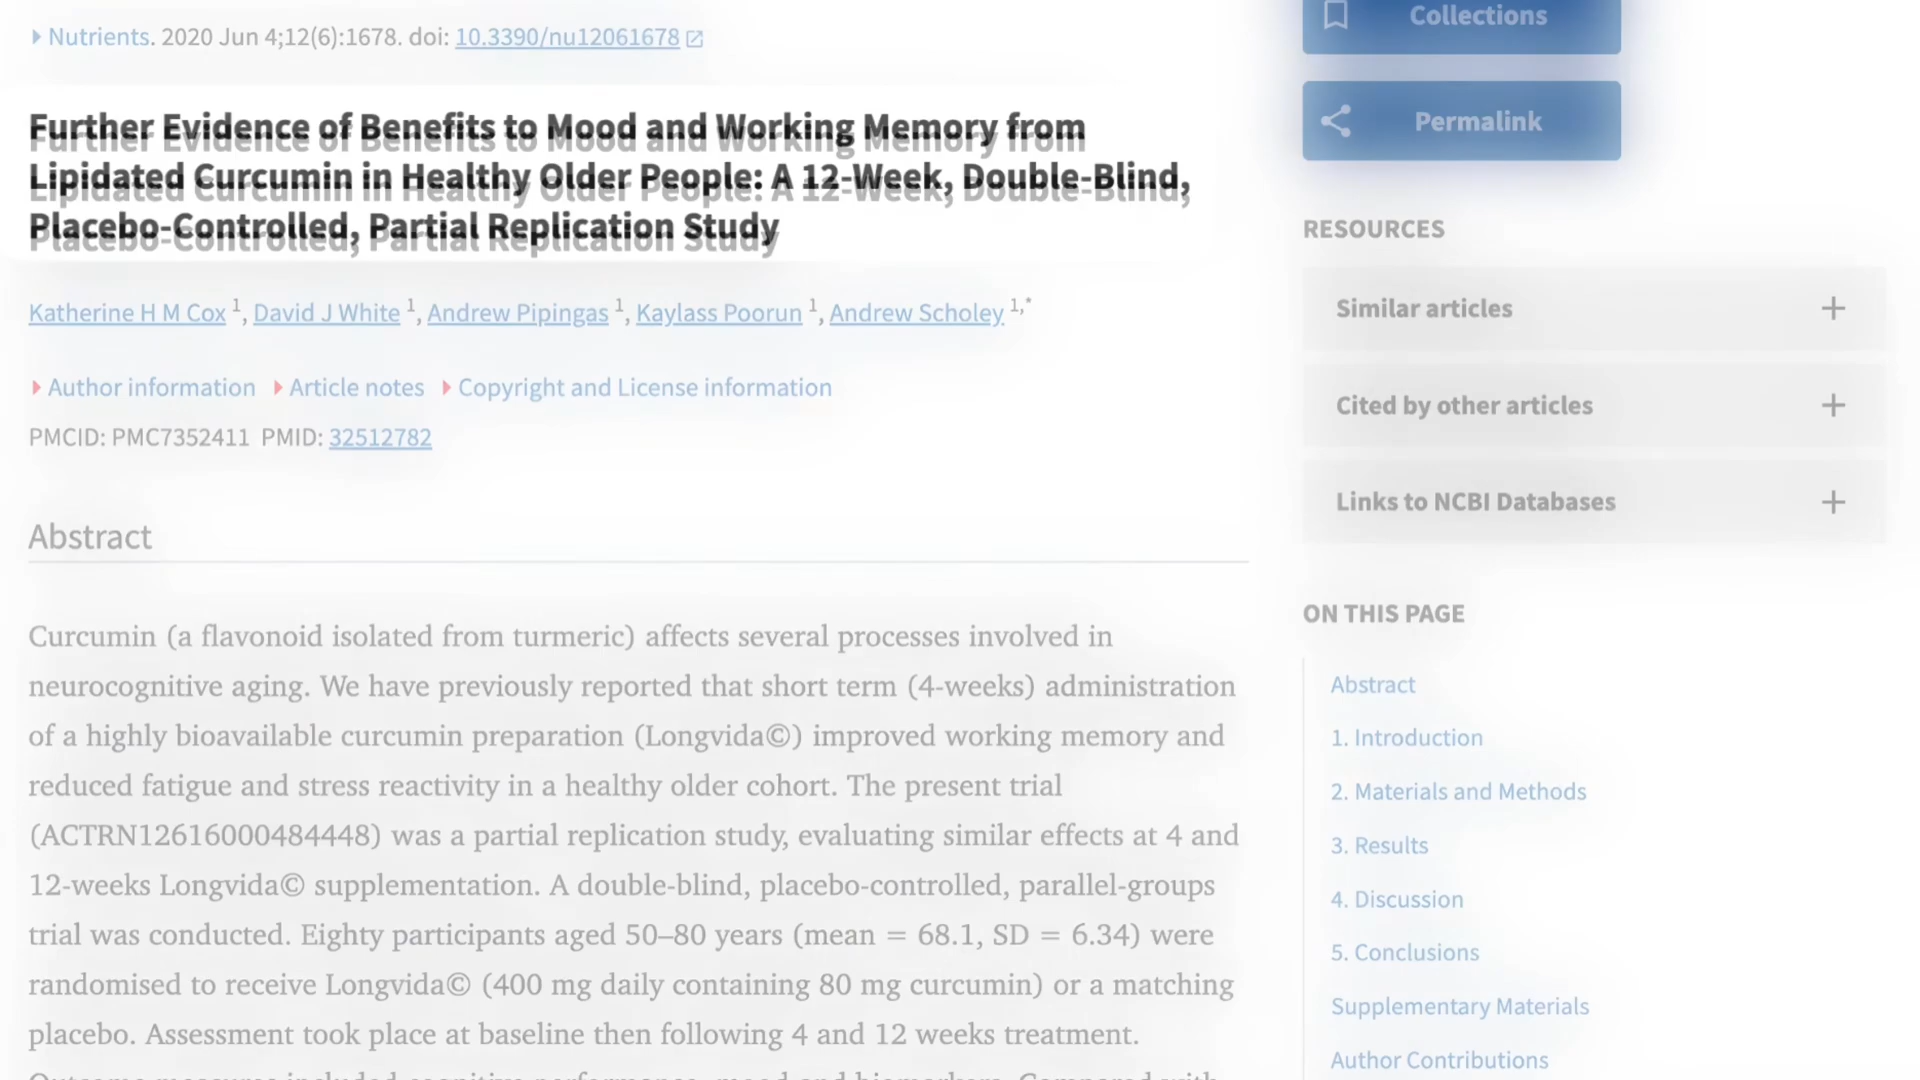 Nutrients. 2020 Jun 4;12(6):1678. doi: 10.3390/nu12061678
Further Evidence of Benefits to Mood and Working Memory from
Lipidated Curcumin in Healthy Older People: A 12-Week, Double-Blind,
Placebo-Controlled, Partial Replication Study
Katherine H M Cox 1, David J White 1, Andrew Pipingas 1, Kaylass Poorun 1, Andrew Scholey 1,*
Author information Article notes Copyright and License information
PMCID: PMC7352411 PMID: 32512782
Abstract
Curcumin (a flavonoid isolated from turmeric) affects several processes involved in
neurocognitive aging. We have previously reported that short term (4-weeks) administration
of a highly bioavailable curcumin preparation (Longvida©) improved working memory and
reduced fatigue and stress reactivity in a healthy older cohort. The present trial
(ACTRN12616000484448) was a partial replication study, evaluating similar effects at 4 and
12-weeks Longvida© supplementation. A double-blind, placebo-controlled, parallel-groups
trial was conducted. Eighty participants aged 50–80 years (mean = 68.1, SD = 6.34) were
randomised to receive Longvida© (400 mg daily containing 80 mg curcumin) or a matching
placebo. Assessment took place at baseline then following 4 and 12 weeks treatment.
Collections
Permalink
RESOURCES
Similar articles
Cited by other articles
Links to NCBI Databases
ON THIS PAGE
Abstract
1. Introduction
2. Materials and Methods
3. Results
4. Discussion
5. Conclusions
Supplementary Materials
Author Contributions